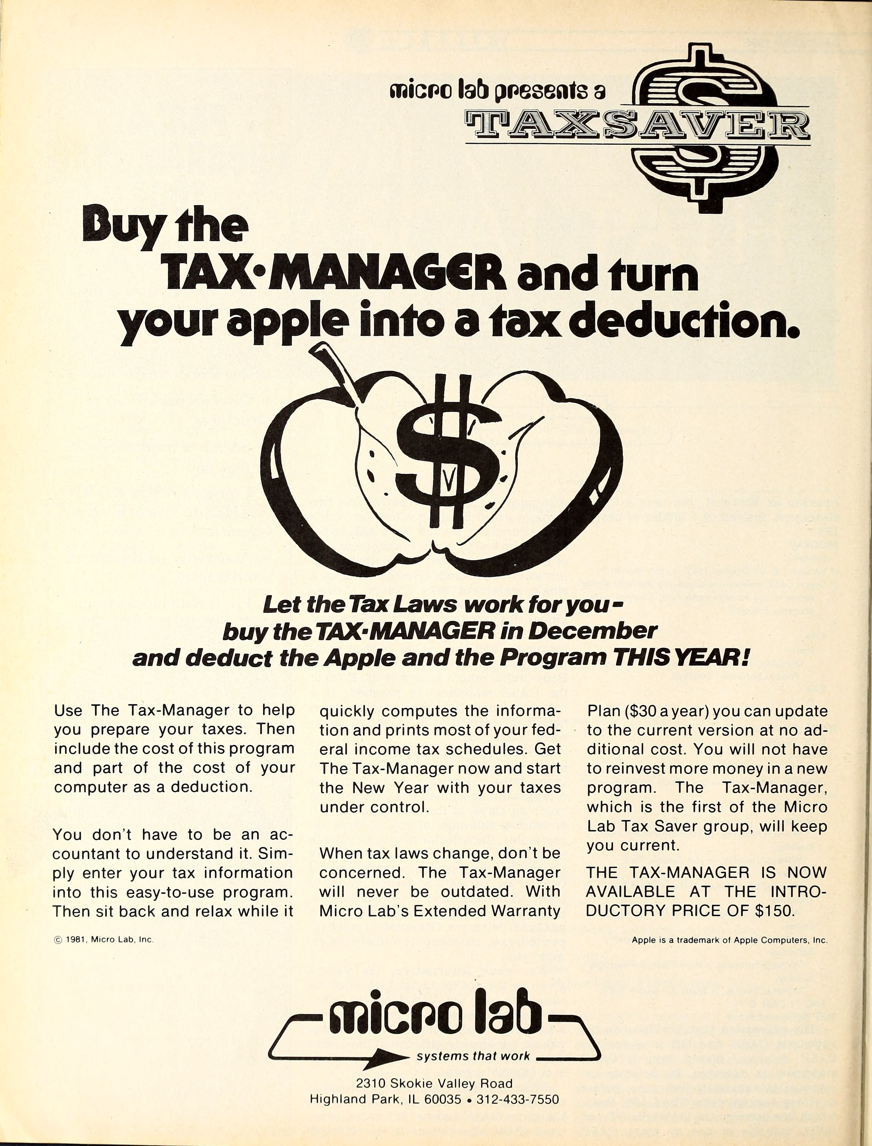 micro lab presents a
TAXSAVER
Buy the
TAX•MANAGER and turn
your apple into a tax deduction.
$
Let the Tax Laws work for you–
buy the TAX•MANAGER in December
and deduct the Apple and the Program THIS YEAR!
Use The Tax-Manager to help
you prepare your taxes. Then
include the cost of this program
and part of the cost of your
computer as a deduction.
You don't have to be an ac-
countant to understand it. Sim-
ply enter your tax information
into this easy-to-use program.
Then sit back and relax while it
quickly computes the informa-
tion and prints most of your fed-
eral income tax schedules. Get
The Tax-Manager now and start
the New Year with your taxes
under control.
When tax laws change, don't be
concerned. The Tax-Manager
will never be outdated. With
Micro Lab's Extended Warranty
Plan ($30 a year) you can update
to the current version at no ad-
ditional cost. You will not have
to reinvest more money in a new
program. The Tax-Manager,
which is the first of the Micro
Lab Tax Saver group, will keep
you current.
THE TAX-MANAGER IS NOW
AVAILABLE AT THE INTRO-
DUCTORY PRICE OF $150.
© 1981, Micro Lab, Inc.
Apple is a trademark of Apple Computers, Inc.
micro lab
systems that work
2310 Skokie Valley Road
Highland Park, IL 60035 • 312-433-7550